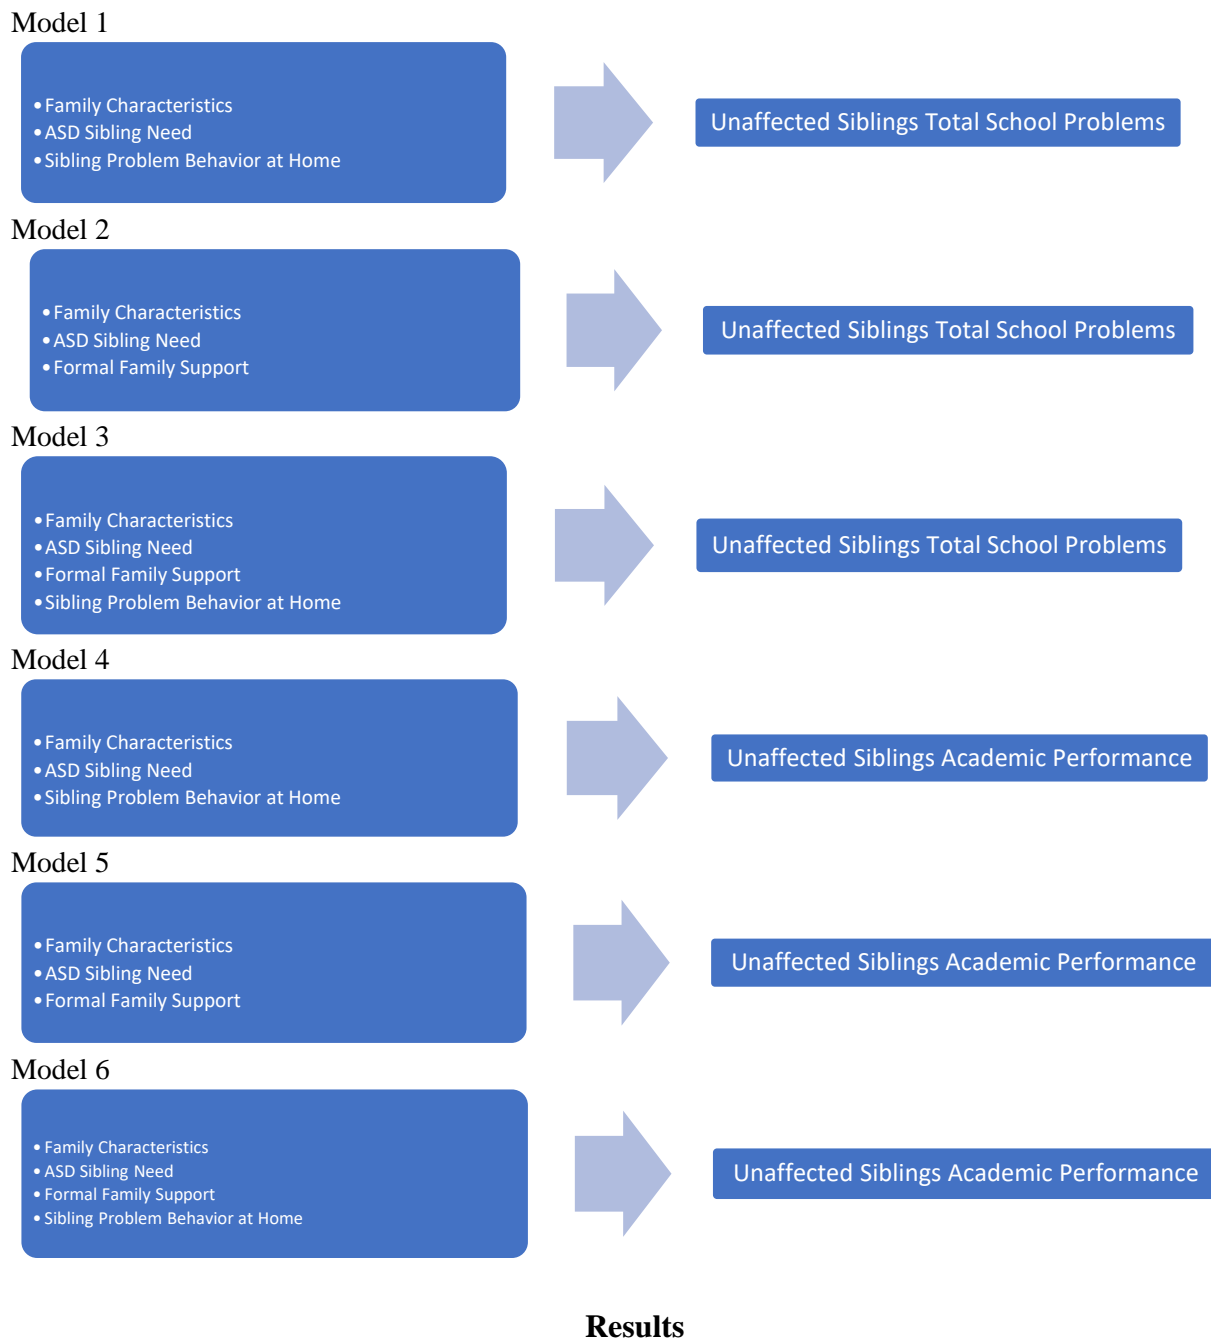 Model 1
•Family Characteristics
•ASD Sibling Need
•Sibling Problem Behavior at Home
Unaffected Siblings Total School Problems
Model 2
•Family Characteristics
•ASD Sibling Need
•Formal Family Support
Unaffected Siblings Total School Problems
Model 3
•Family Characteristics
•ASD Sibling Need
•Formal Family Support
•Sibling Problem Behavior at Home
Unaffected Siblings Total School Problems
Model 4
•Family Characteristics
•ASD Sibling Need
•Sibling Problem Behavior at Home
Unaffected Siblings Academic Performance
Model 5
•Family Characteristics
•ASD Sibling Need
•Formal Family Support
Unaffected Siblings Academic Performance
Model 6
•Family Characteristics
•ASD Sibling Need
•Formal Family Support
•Sibling Problem Behavior at Home
Unaffected Siblings Academic Performance
Results